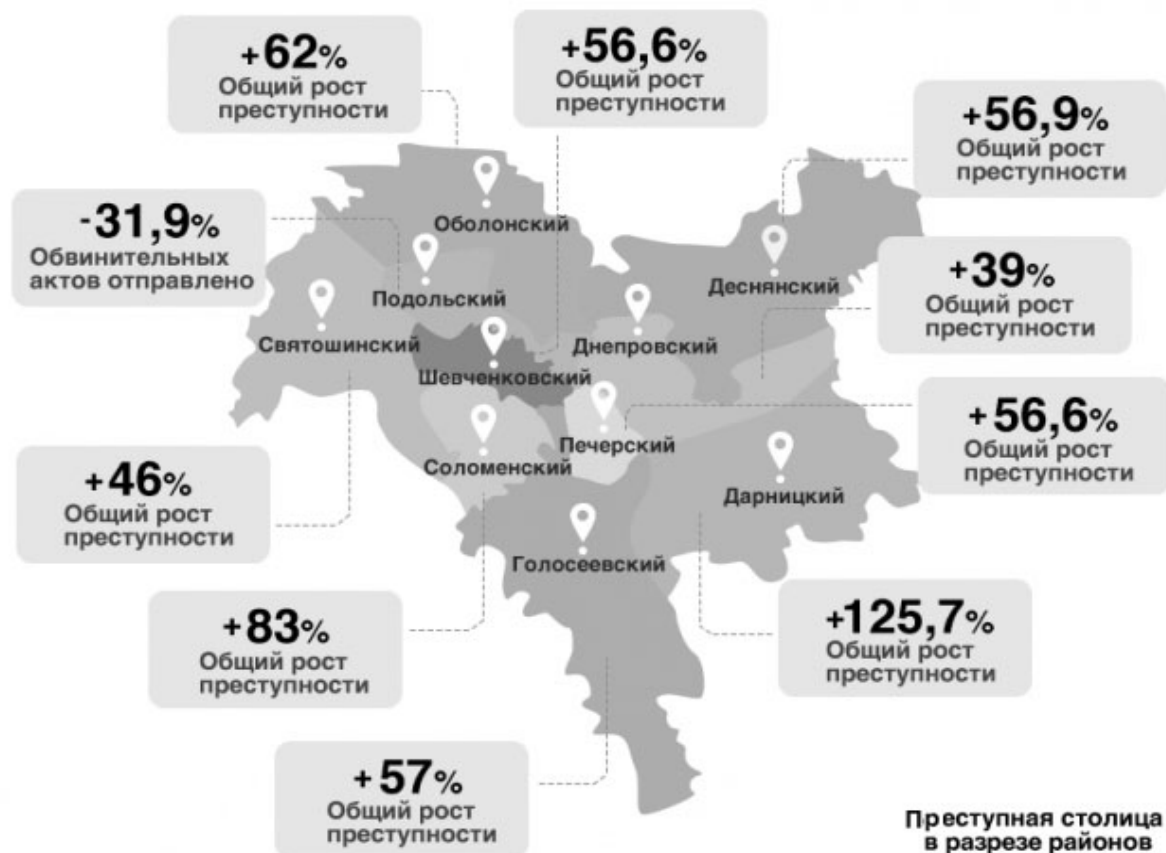 +62%
Общий рост
преступности
+56,6%
Общий рост
преступности
+56,9%
Общий рост
преступности
-31,9%
Обвинительных
актов отправлено
+39%
Общий рост
преступности
Оболонский
Деснянский
Подольский
Святошинский
Днепровский
Шевченковский
+56,6%
Общий рост
преступности
Печерский
Соломенский
Дарницкий
+46%
Общий рост
преступности
Голосеевский
+83%
Общий рост
преступности
+125,7%
Общий рост
преступности
+57%
Общий рост
преступности
Преступная столица
в разрезе районов